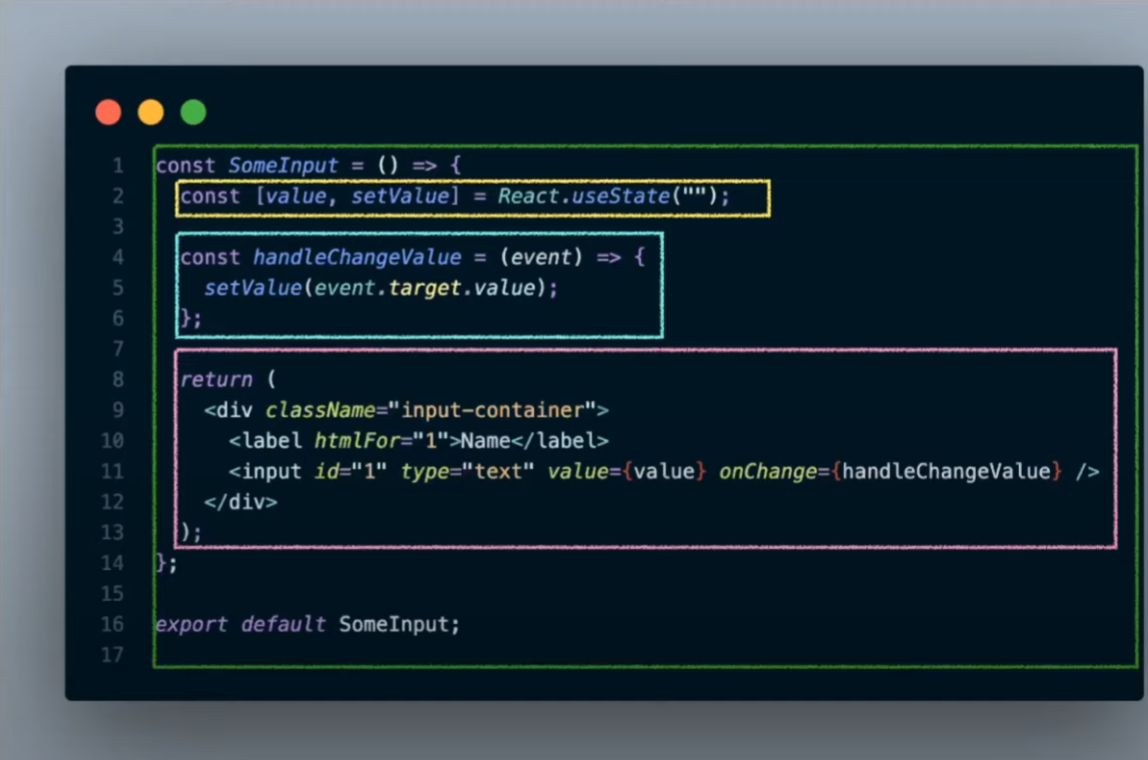 1 const SomeInput = () => {
2 const [value, setValue] = React.useState("");
3
4 const handleChangeValue = (event) => {
5 setValue(event.target.value);
6 };
7
8 return (
9 <div className="input-container">
10 <label htmlFor="1">Name</label>
11 <input id="1" type="text" value={value} onChange={handleChangeValue} />
12 </div>
13 );
14 };
15
16 export default SomeInput;
17